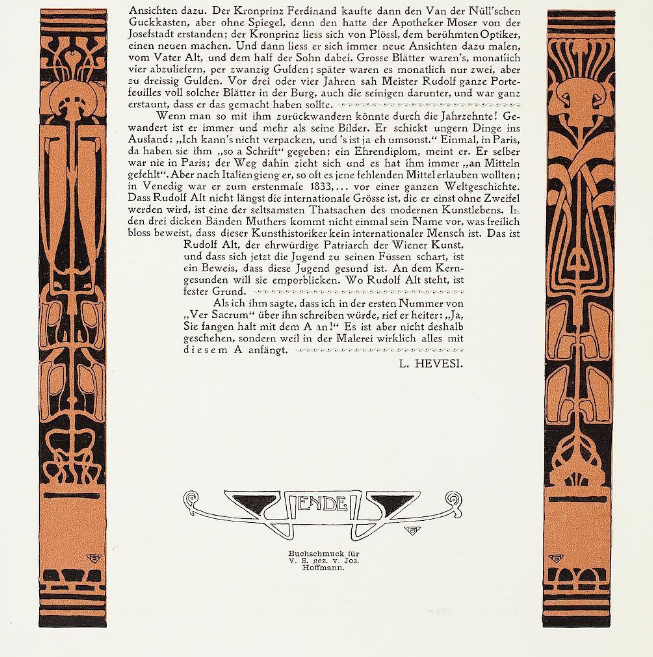 Ansichten dazu. Der Kronprinz Ferdinand kaufte dann den Van der Nüll'schen
Guckkasten, aber ohne Spiegel, denn den hatte der Apotheker Moser von der
Josefstadt erstanden; der Kronprinz liess sich von Plössl, dem berühmten Optiker,
einen neuen machen. Und dann liess er sich immer neue Ansichten dazu malen,
vom Vater Alt, und dem half der Sohn dabei. Grosse Blätter waren's, monatlich
vier abzuliefern, per zwanzig Gulden; später waren es monatlich nur zwei, aber
zu dreissig Gulden. Vor drei oder vier Jahren sah Meister Rudolf ganze Porte-
feuilles voll solcher Blätter in der Burg, auch die seinigen darunter, und war ganz
erstaunt, dass er das gemacht haben sollte.
Wenn man so mit ihm zurückwandern könnte durch die Jahrzehnte! Ge-
wandert ist er immer und mehr als seine Bilder. Er schickt ungern Dinge ins
Ausland: „Ich kann's nicht verpacken, und 's ist ja eh umsonst.“ Einmal, in Paris,
da haben sie ihm „so a Schrift“ gegeben; ein Ehrendiplom, meint er. Er selber
war nie in Paris; der Weg dahin zieht sich und es hat ihm immer „an Mitteln
gefehlt“. Aber nach Italien gieng er, so oft es jene fehlenden Mittel erlauben wollten;
in Venedig war er zum erstenmale 1833,... vor einer ganzen Weltgeschichte.
Dass Rudolf Alt nicht längst die internationale Grösse ist, die er einst ohne Zweifel
werden wird, ist eine der seltsamsten Thatsachen des modernen Kunstlebens. In
den drei dicken Bänden Muthers kommt nicht einmal sein Name vor, was freilich
bloss beweist, dass dieser Kunsthistoriker kein internationaler Mensch ist. Das ist
Rudolf Alt, der ehrwürdige Patriarch der Wiener Kunst,
und dass sich jetzt die Jugend zu seinen Füssen schart, ist
ein Beweis, dass diese Jugend gesund ist. An dem Kern-
gesunden will sie emporblicken. Wo Rudolf Alt steht, ist
fester Grund.
Als ich ihm sagte, dass ich in der ersten Nummer von
„Ver Sacrum“ über ihn schreiben würde, rief er heiter: „Ja,
Sie fangen halt mit dem A an!“ Es ist aber nicht deshalb
geschehen, sondern weil in der Malerei wirklich alles mit
diesem A anfängt.
L. HEVESI.
ENDE
Buchschmuck für
V. S. gez. v. Jos.
Hoffmann.